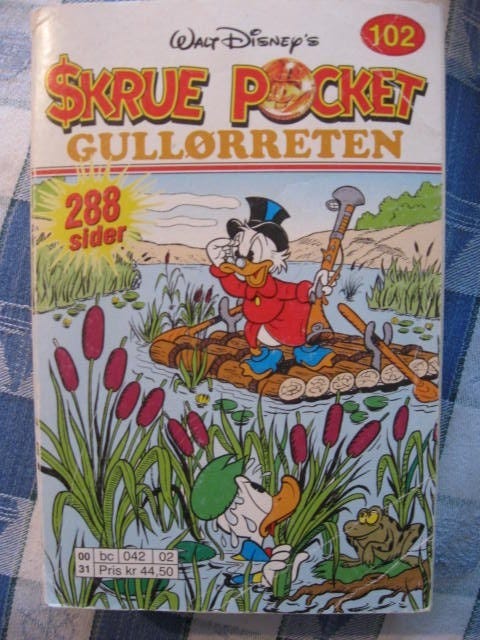 Walt Disney's
102
$KRUE POCKET
GULLØRRETEN
288
sider
00 bc 042 02
31 Pris kr 44,50